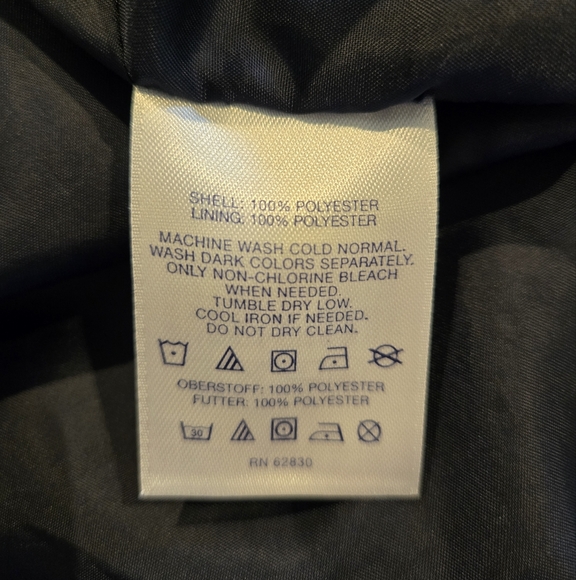 SHELL: 100% POLYESTER
LINING: 100% POLYESTER
MACHINE WASH COLD NORMAL.
WASH DARK COLORS SEPARATELY.
ONLY NON-CHLORINE BLEACH
WHEN NEEDED.
TUMBLE DRY LOW.
COOL IRON IF NEEDED.
DO NOT DRY CLEAN.
OBERSTOFF: 100% POLYESTER
FUTTER: 100% POLYESTER
30
RN 62830